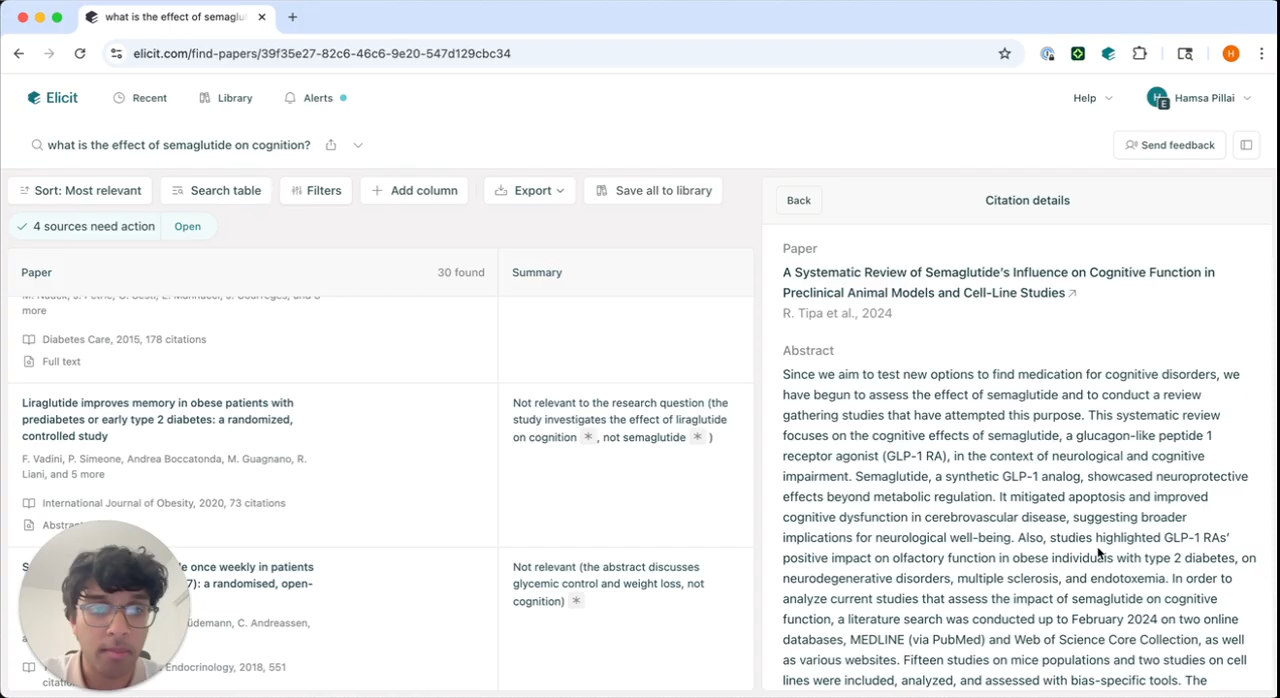 what is the effect of semaglu
elicit.com/find-papers/39f35e27-82c6-46c6-9e20-547d129cbc34
H
Elicit
Recent
Library
Alerts
Help
H
E
Hamsa Pillai
what is the effect of semaglutide on cognition?
Send feedback
Sort: Most relevant
Search table
Filters
+ Add column
Export
Save all to library
4 sources need action
Open
Paper
30 found
Summary
more
Diabetes Care, 2015, 178 citations
Full text
Liraglutide improves memory in obese patients with
prediabetes or early type 2 diabetes: a randomized,
controlled study
F. Vadini, P. Simeone, Andrea Boccatonda, M. Guagnano, R.
Liani, and 5 more
International Journal of Obesity, 2020, 73 citations
Abstra
Not relevant to the research question (the
study investigates the effect of liraglutide
on cognition * , not semaglutide * )
S
e once weekly in patients
7): a randomised, open-
üdemann, C. Andreassen,
Endocrinology, 2018, 551
citatio
Not relevant (the abstract discusses
glycemic control and weight loss, not
cognition) *
Back
Citation details
Paper
A Systematic Review of Semaglutide's Influence on Cognitive Function in
Preclinical Animal Models and Cell-Line Studies
R. Tipa et al., 2024
Abstract
Since we aim to test new options to find medication for cognitive disorders, we
have begun to assess the effect of semaglutide and to conduct a review
gathering studies that have attempted this purpose. This systematic review
focuses on the cognitive effects of semaglutide, a glucagon-like peptide 1
receptor agonist (GLP-1 RA), in the context of neurological and cognitive
impairment. Semaglutide, a synthetic GLP-1 analog, showcased neuroprotective
effects beyond metabolic regulation. It mitigated apoptosis and improved
cognitive dysfunction in cerebrovascular disease, suggesting broader
implications for neurological well-being. Also, studies highlighted GLP-1 RAs'
positive impact on olfactory function in obese individuals with type 2 diabetes, on
neurodegenerative disorders, multiple sclerosis, and endotoxemia. In order to
analyze current studies that assess the impact of semaglutide on cognitive
function, a literature search was conducted up to February 2024 on two online
databases, MEDLINE (via PubMed) and Web of Science Core Collection, as well
as various websites. Fifteen studies on mice populations and two studies on cell
lines were included, analyzed, and assessed with bias-specific tools. The